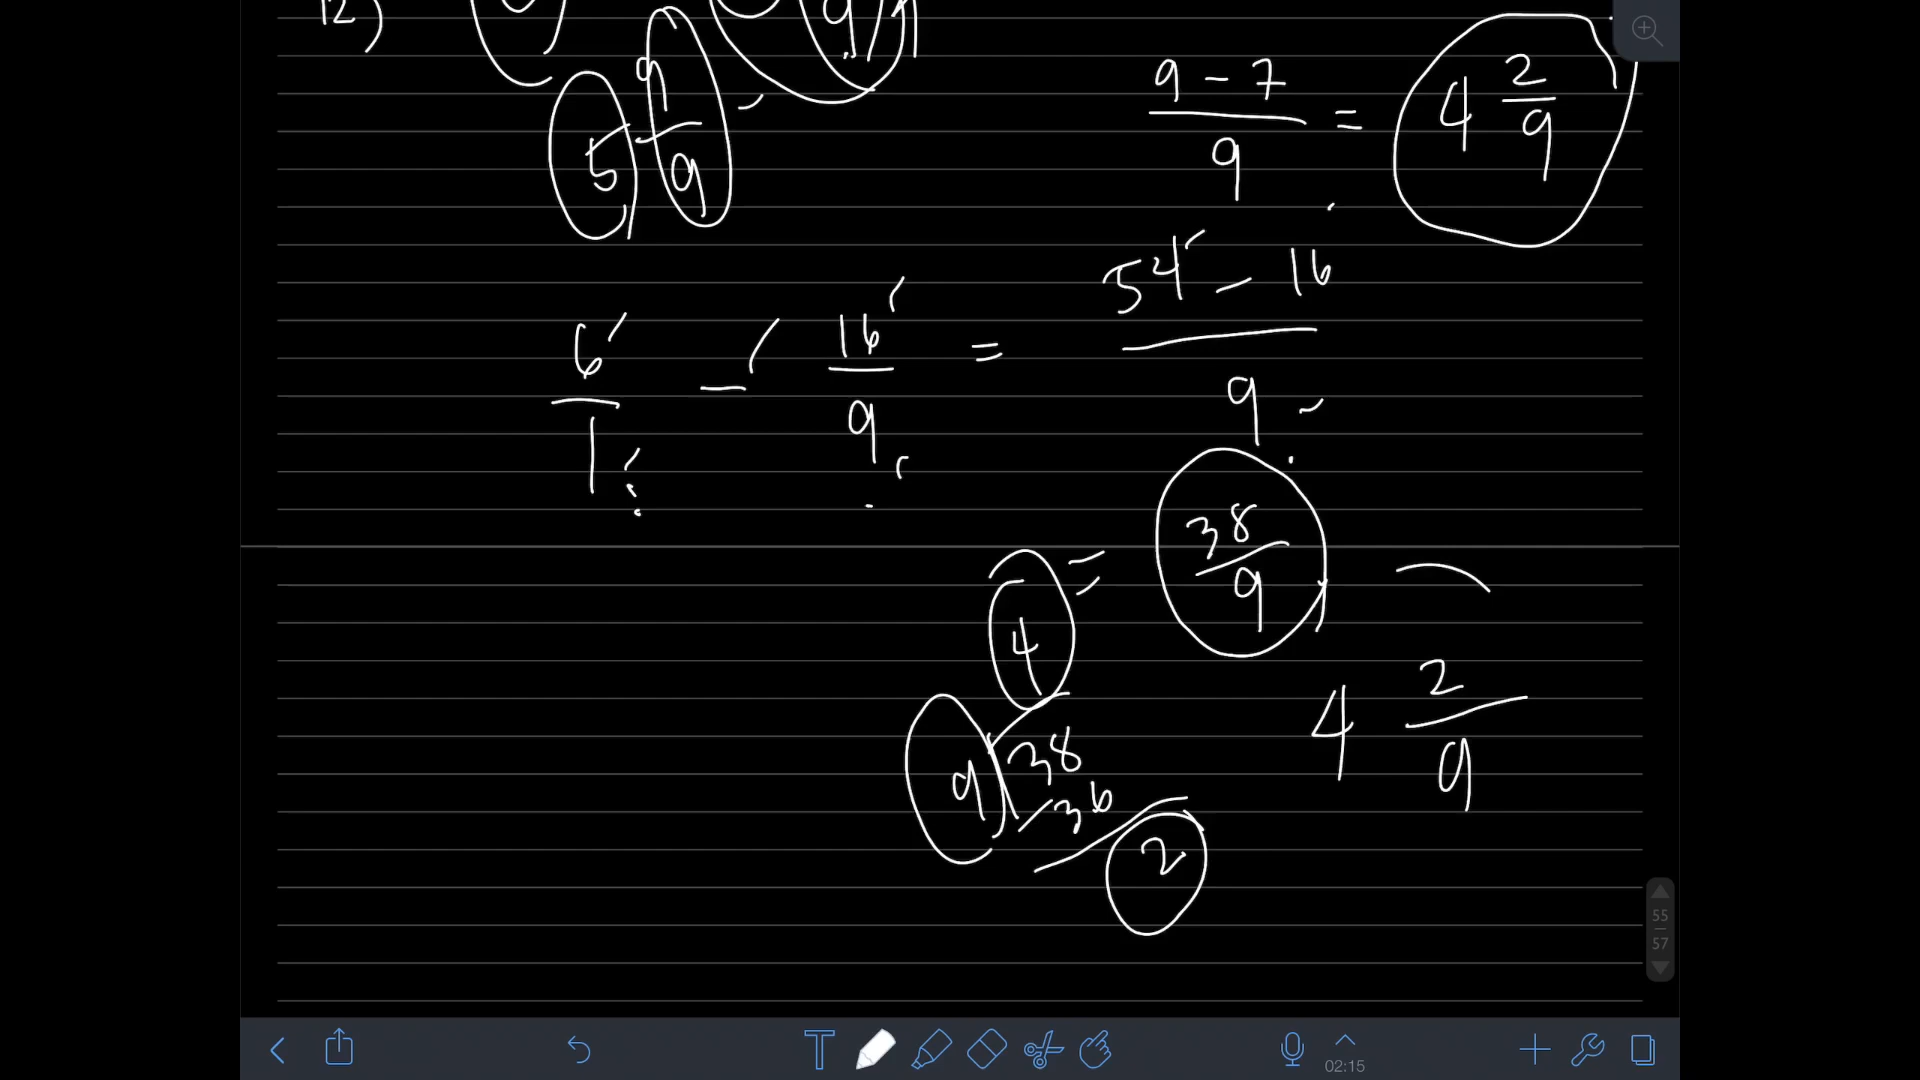 12)
9
5 9/9 -
(9 - 7)/9 = 4 2/9
6/1 - 16/9 = (54 - 16)/9
= 38/9
4
9)38
-36
2
4 2/9
55
57
T
02:15